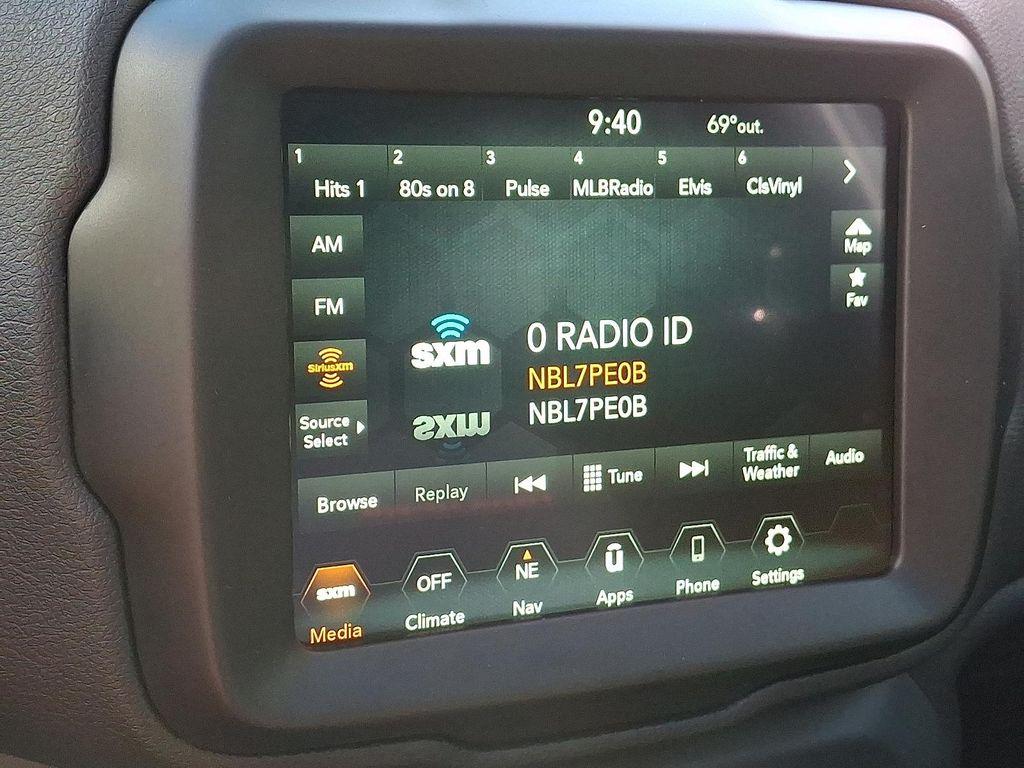 9:40 69°out.
1 2 3 4 5 6
Hits 1 80s on 8 Pulse MLBRadio Elvis ClsVinyl
AM
Map
FM
Fav
SiriusXM
sxm
0 RADIO ID
NBL7PE0B
NBL7PE0B
Source
Select
Browse Replay Tune Traffic &
Weather Audio
sxm OFF NE ū
Media Climate Nav Apps Phone Settings